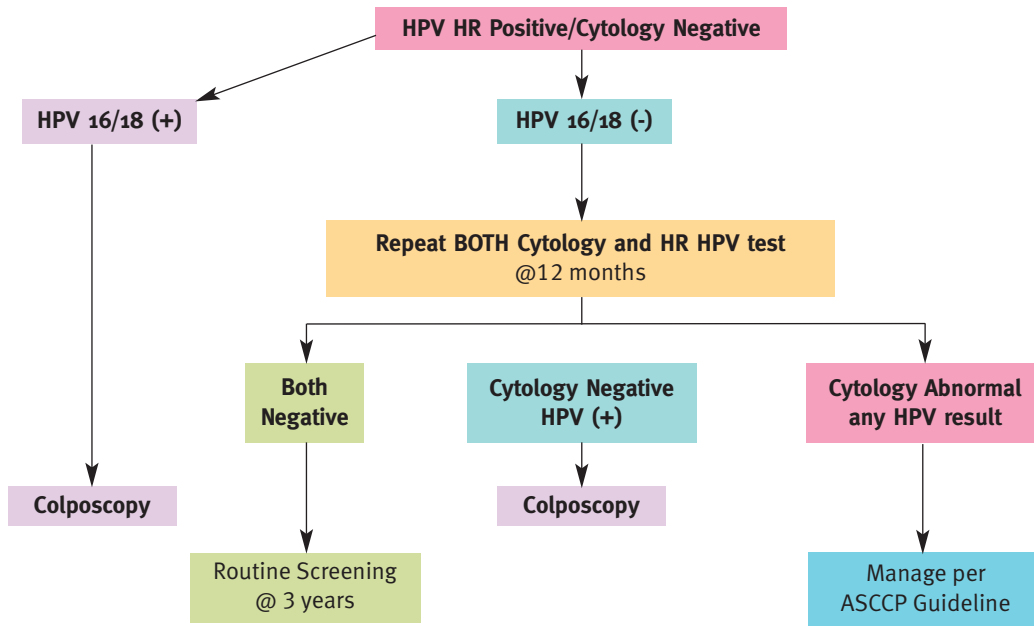 HPV HR Positive/Cytology Negative
HPV 16/18 (+)
HPV 16/18 (-)
Repeat BOTH Cytology and HR HPV test
@12 months
Both
Negative
Cytology Negative
HPV (+)
Cytology Abnormal
any HPV result
Colposcopy
Colposcopy
Routine Screening
@ 3 years
Manage per
ASCCP Guideline